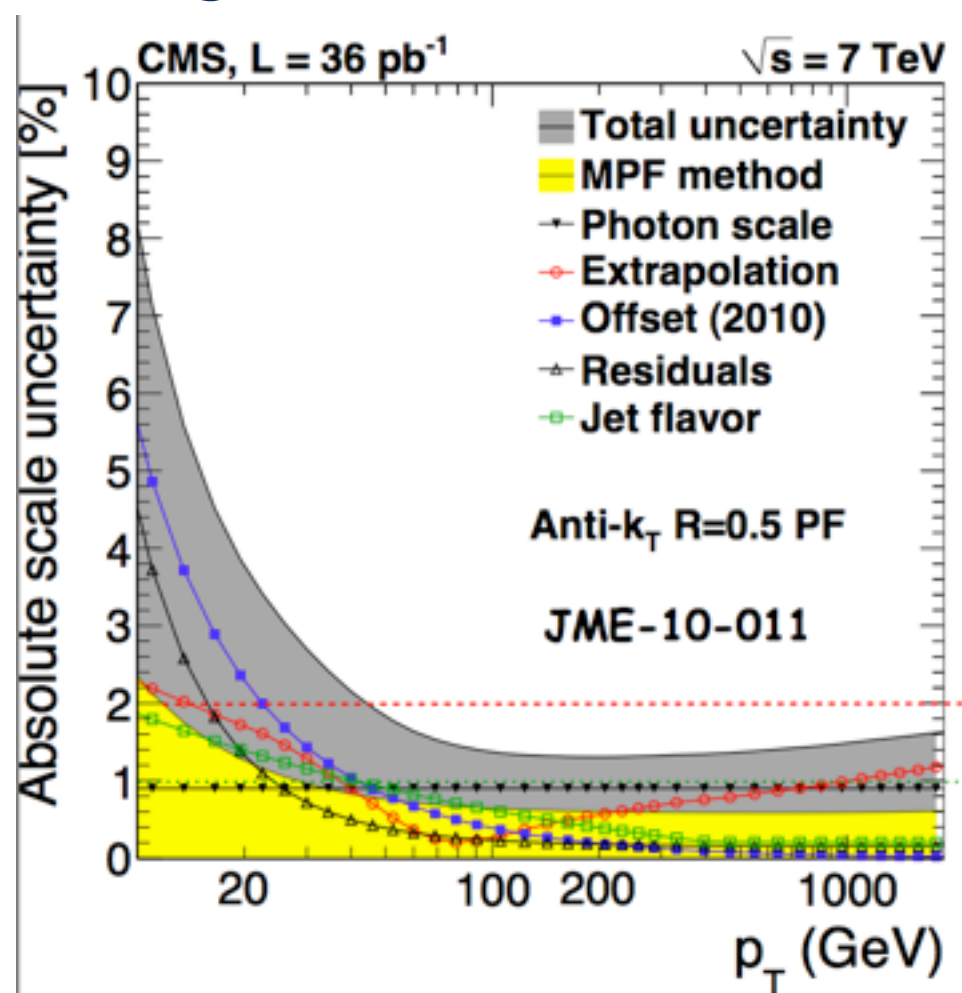 CMS, L = 36 pb⁻¹ √s = 7 TeV
Absolute scale uncertainty [%]
10
9
8
7
6
5
4
3
2
1
0
Total uncertainty
MPF method
Photon scale
Extrapolation
Offset (2010)
Residuals
Jet flavor
Anti-k_T R=0.5 PF
JME-10-011
20 100 200 1000
p_T (GeV)